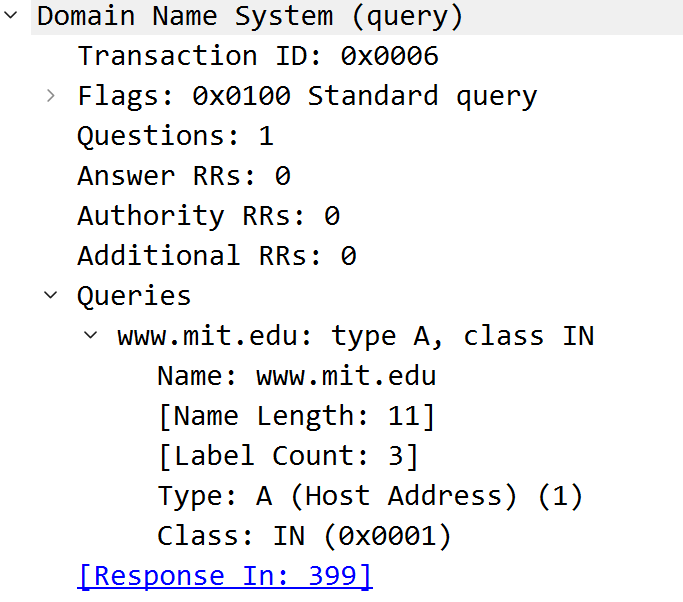 Domain Name System (query)
Transaction ID: 0x0006
Flags: 0x0100 Standard query
Questions: 1
Answer RRs: 0
Authority RRs: 0
Additional RRs: 0
Queries
www.mit.edu: type A, class IN
Name: www.mit.edu
[Name Length: 11]
[Label Count: 3]
Type: A (Host Address) (1)
Class: IN (0x0001)
[Response In: 399]